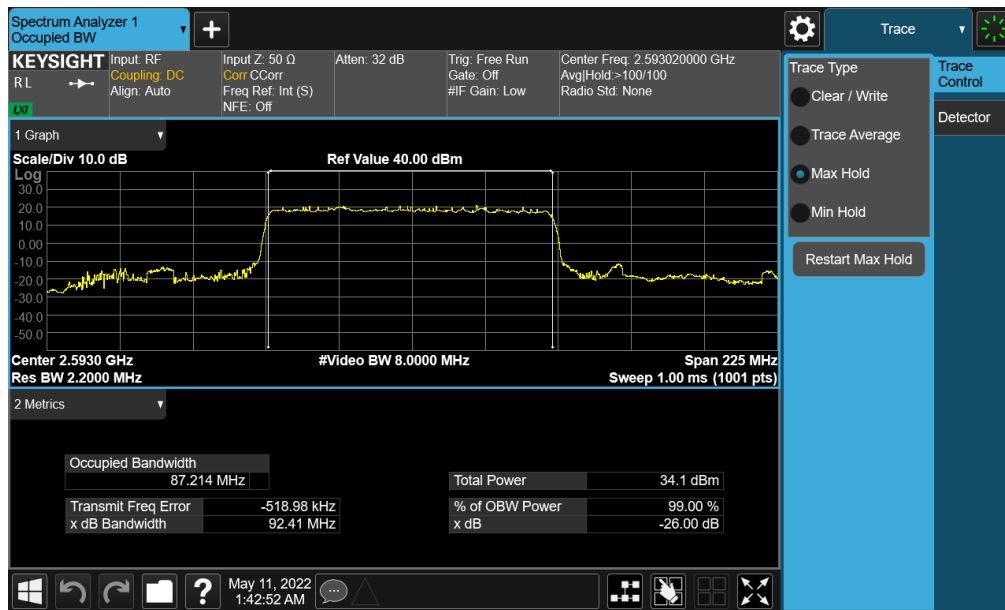 Spectrum Analyzer 1
Occupied BW
▼
+
Trace
▼
KEYSIGHT
R L
LXI
Input: RF
Coupling: DC
Align: Auto
Input Z: 50 Ω
Corr CCorr
Freq Ref: Int (S)
NFE: Off
Atten: 32 dB
Trig: Free Run
Gate: Off
#IF Gain: Low
Center Freq: 2.593020000 GHz
Avg|Hold:>100/100
Radio Std: None
1 Graph
▼
Scale/Div 10.0 dB
Ref Value 40.00 dBm
Log
30.0
20.0
10.0
0.00
-10.0
-20.0
-30.0
-40.0
-50.0
Center 2.5930 GHz
#Video BW 8.0000 MHz
Span 225 MHz
Res BW 2.2000 MHz
Sweep 1.00 ms (1001 pts)
2 Metrics
▼
Occupied Bandwidth
87.214 MHz
Total Power 34.1 dBm
Transmit Freq Error -518.98 kHz
% of OBW Power 99.00 %
x dB Bandwidth 92.41 MHz
x dB -26.00 dB
Trace Type
Clear / Write
Trace Average
Max Hold
Min Hold
Restart Max Hold
Trace
Control
Detector
?
May 11, 2022
1:42:52 AM